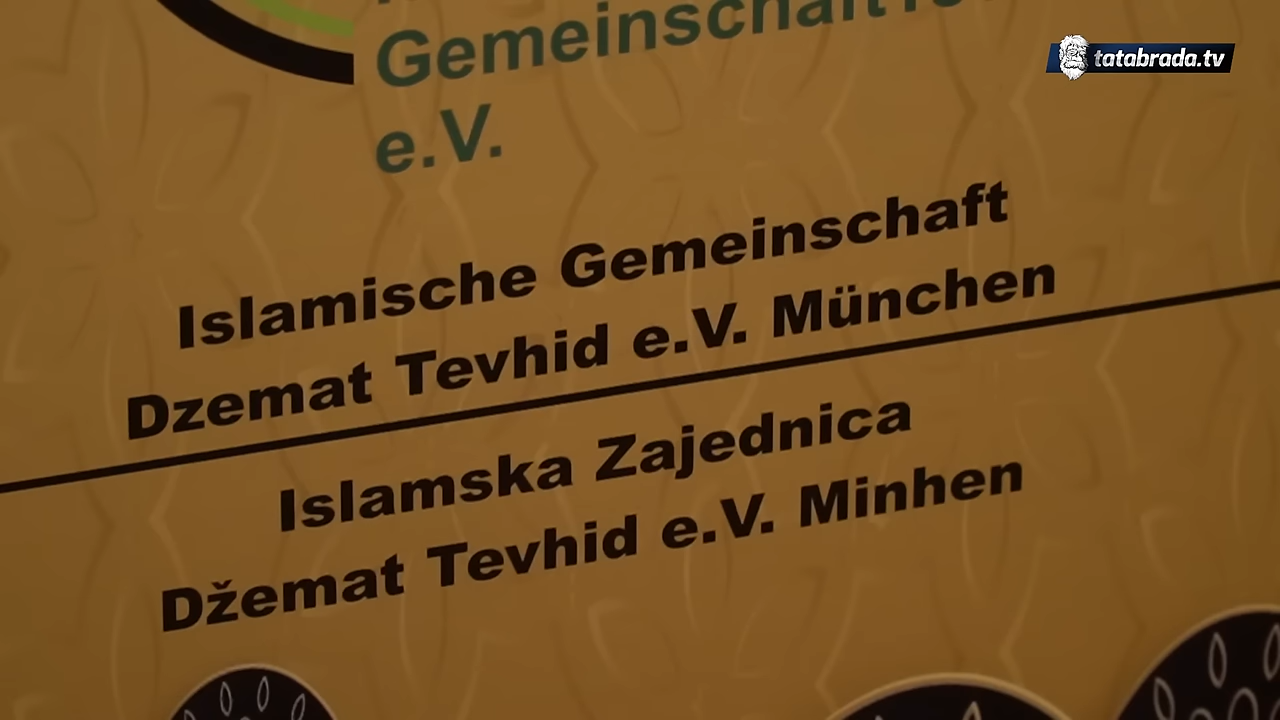 Gemeinschaft
e.V.
tatabrada.tv
Islamische Gemeinschaft
Dzemat Tevhid e.V. München
Islamska Zajednica
Džemat Tevhid e.V. Minhen